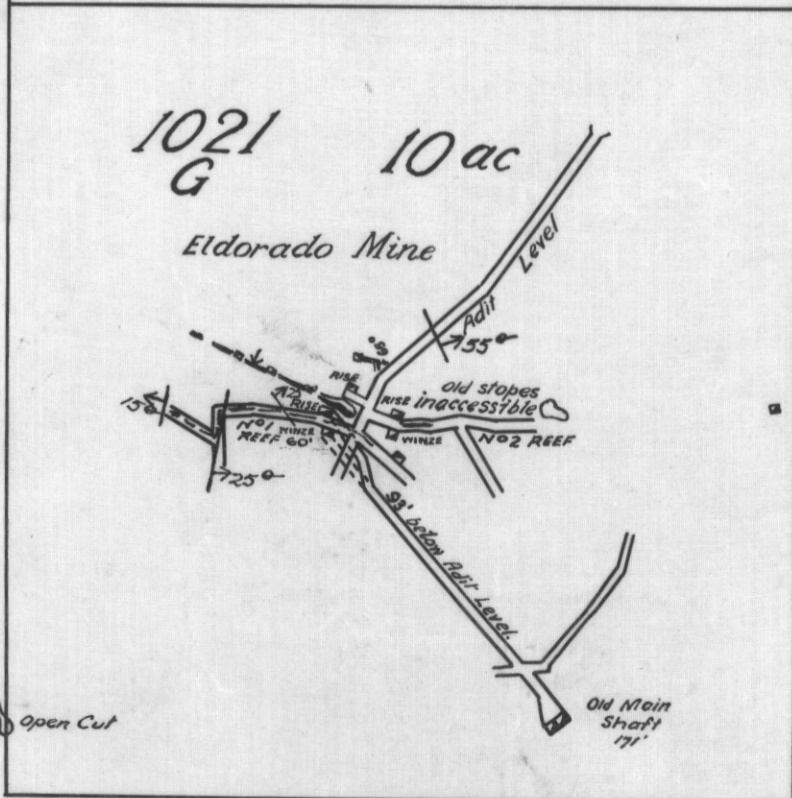 1021
G
10 ac
Eldorado Mine
Adit Level
55°
RISE
RISE
Old stopes
inaccessible
RISE
15°
No 1
REEF
WINZE
60'
WINZE
No 2 REEF
25°
93' below Adit Level.
Open Cut
Old Main
Shaft
171'